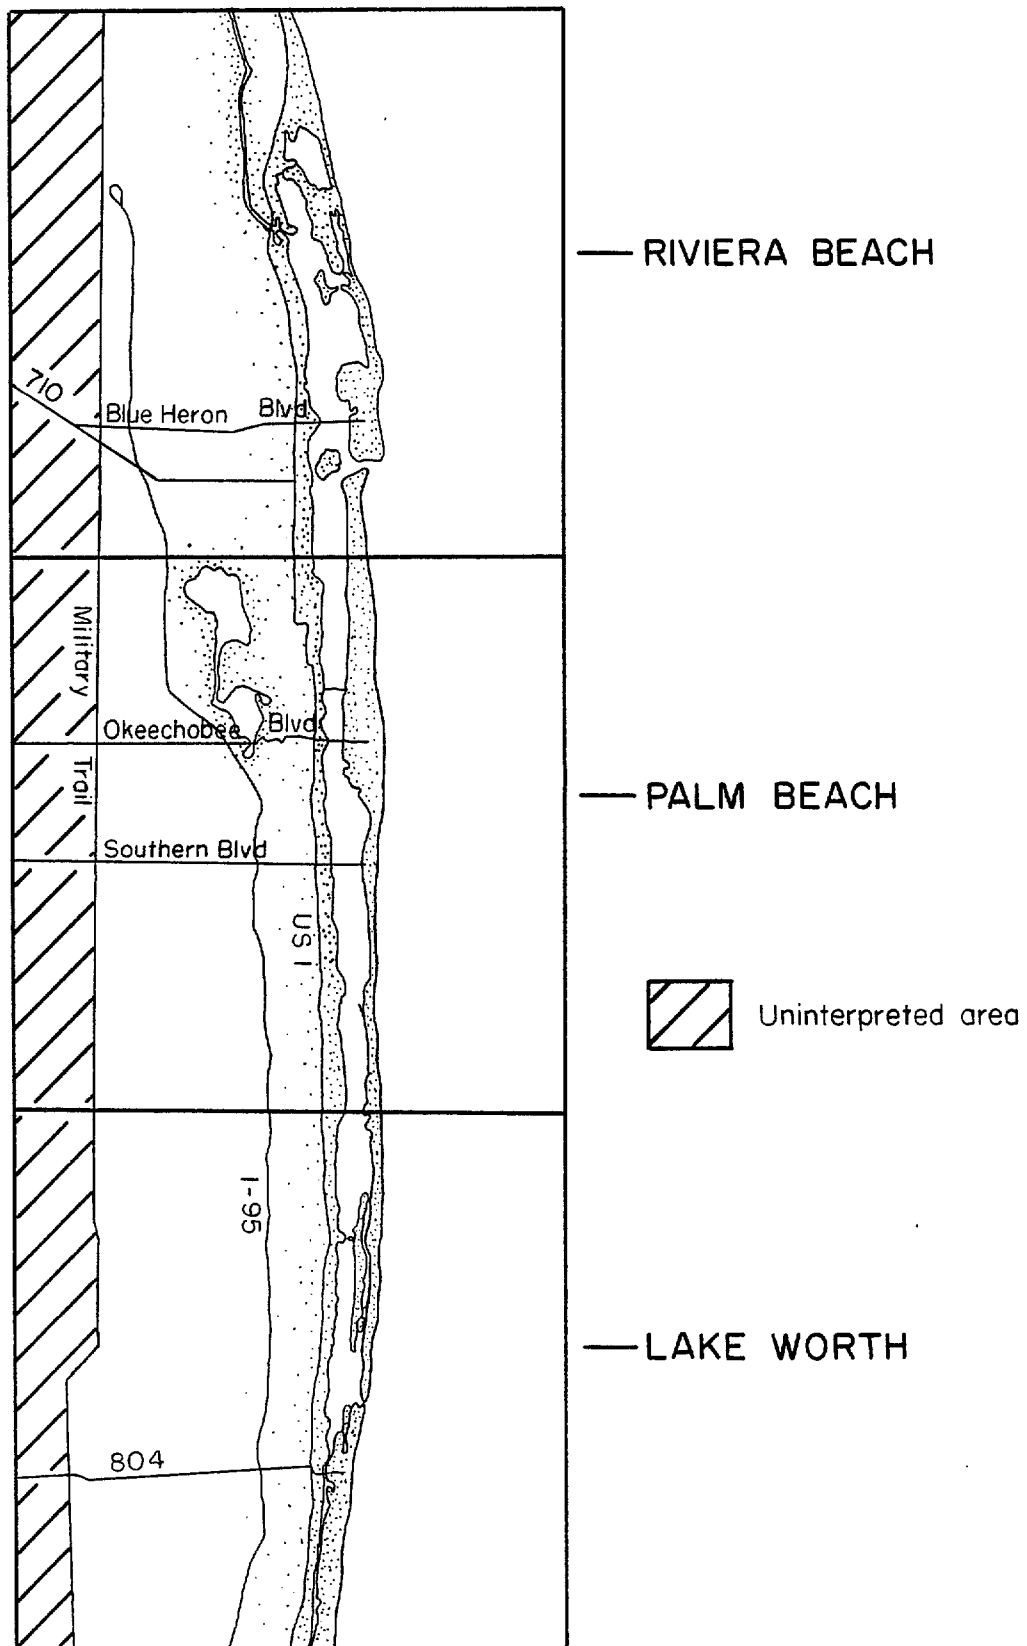 RIVIERA BEACH
710
Blue Heron Blvd
Military Trail
Okeechobee Blvd
PALM BEACH
Southern Blvd
US 1
Uninterpreted area
I-95
LAKE WORTH
804